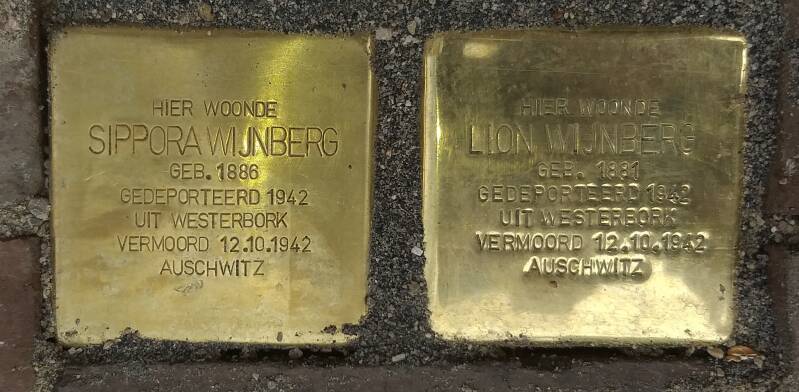 HIER WOONDE
SIPPORA WIJNBERG
GEB. 1886
GEDEPORTEERD 1942
UIT WESTERBORK
VERMOORD 12.10.1942
AUSCHWITZ
HIER WOONDE
LION WIJNBERG
GEB. 1881
GEDEPORTEERD 1942
UIT WESTERBORK
VERMOORD 12.10.1942
AUSCHWITZ